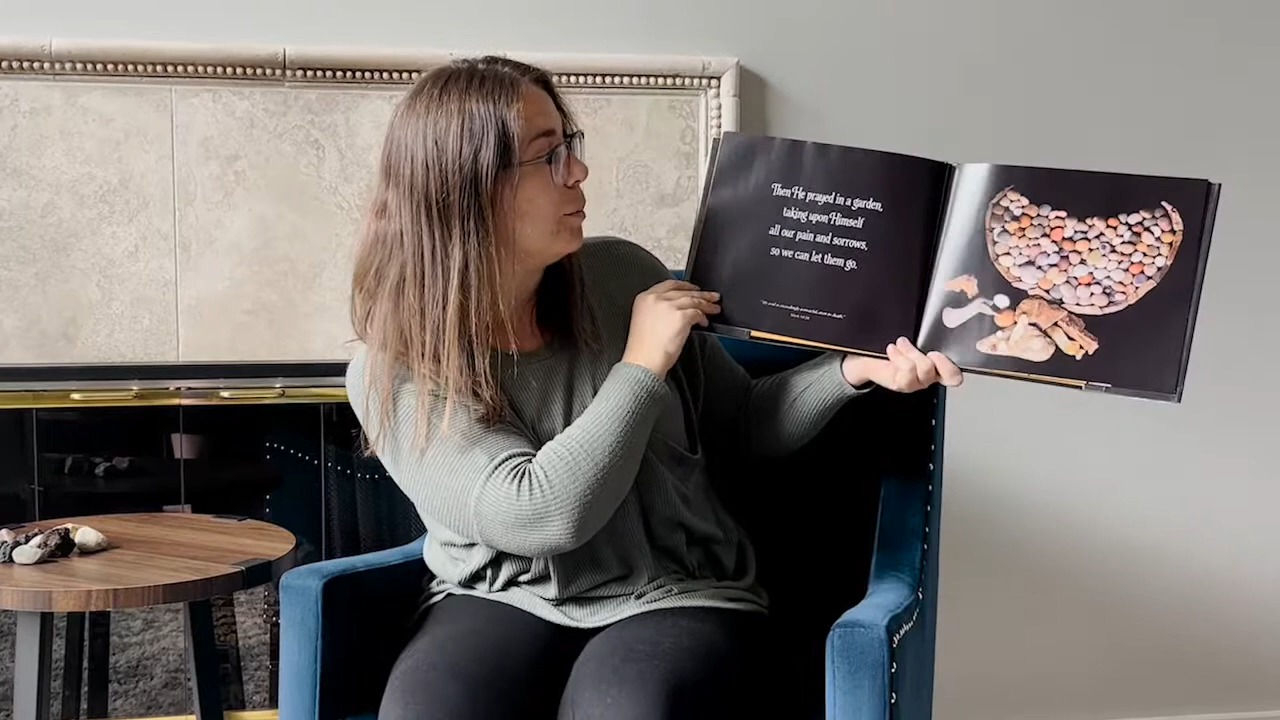 Then He prayed in a garden,
taking upon Himself
all our pain and sorrows,
so we can let them go.